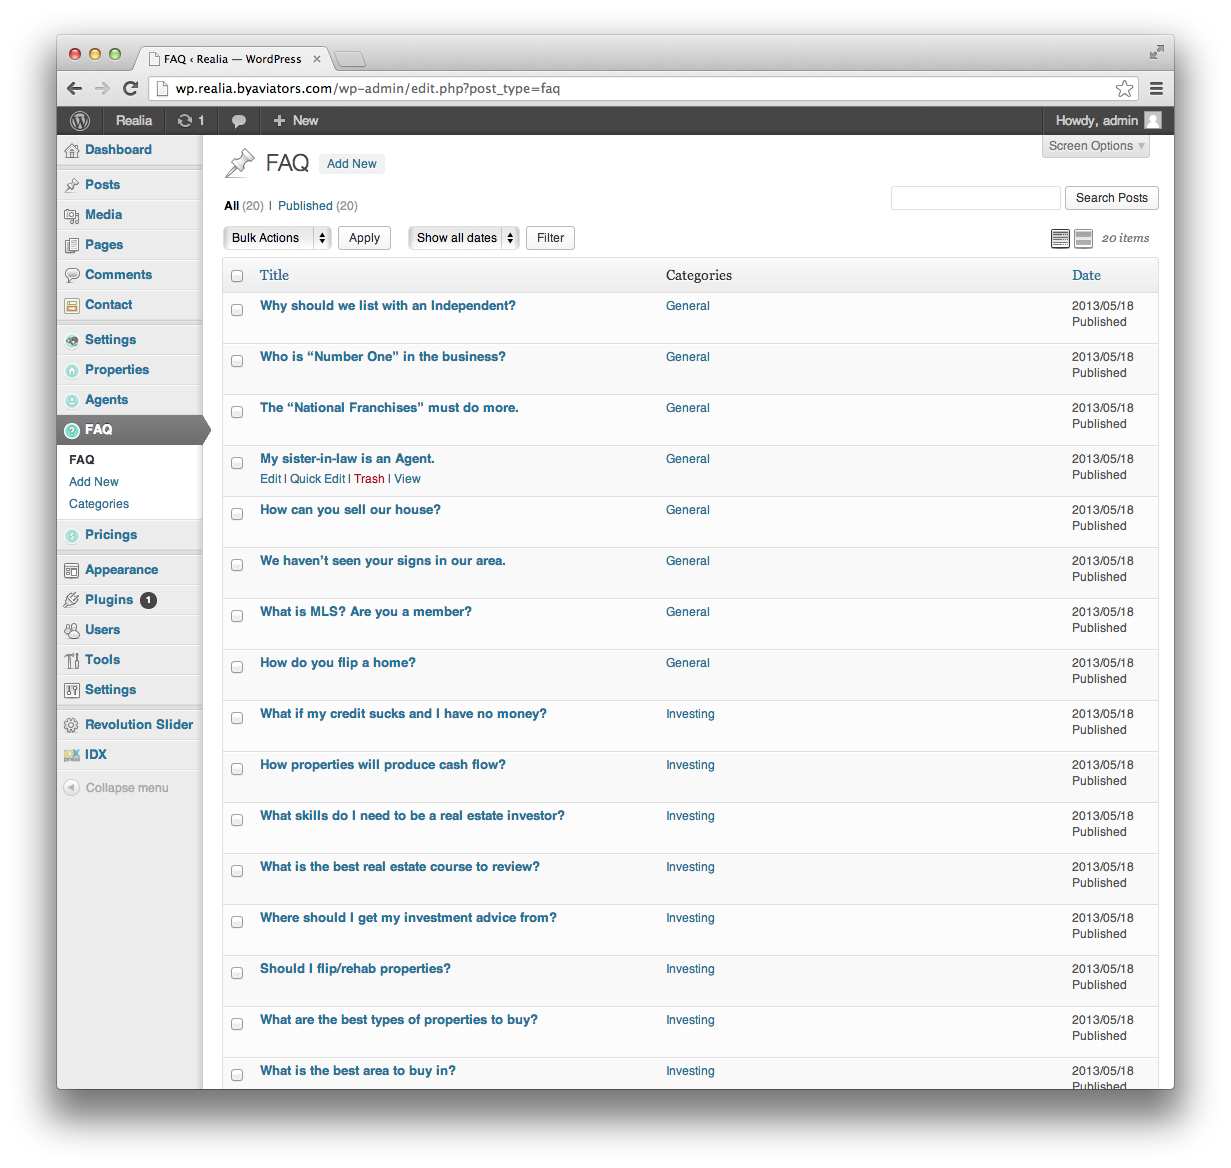 FAQ ‹ Realia — WordPress
wp.realia.byaviators.com/wp-admin/edit.php?post_type=faq
Realia 1 + New Howdy, admin
Dashboard
Posts
Media
Pages
Comments
Contact
Settings
Properties
Agents
FAQ
FAQ
Add New
Categories
Pricings
Appearance
Plugins 1
Users
Tools
Settings
Revolution Slider
IDX
Collapse menu
Screen Options
FAQ Add New
All (20) | Published (20)
Search Posts
Bulk Actions Apply Show all dates Filter 20 items
Title Categories Date
Why should we list with an Independent? General 2013/05/18
Published
Who is “Number One” in the business? General 2013/05/18
Published
The “National Franchises” must do more. General 2013/05/18
Published
My sister-in-law is an Agent. General 2013/05/18
Edit | Quick Edit | Trash | View Published
How can you sell our house? General 2013/05/18
Published
We haven’t seen your signs in our area. General 2013/05/18
Published
What is MLS? Are you a member? General 2013/05/18
Published
How do you flip a home? General 2013/05/18
Published
What if my credit sucks and I have no money? Investing 2013/05/18
Published
How properties will produce cash flow? Investing 2013/05/18
Published
What skills do I need to be a real estate investor? Investing 2013/05/18
Published
What is the best real estate course to review? Investing 2013/05/18
Published
Where should I get my investment advice from? Investing 2013/05/18
Published
Should I flip/rehab properties? Investing 2013/05/18
Published
What are the best types of properties to buy? Investing 2013/05/18
Published
What is the best area to buy in? Investing 2013/05/18
Published